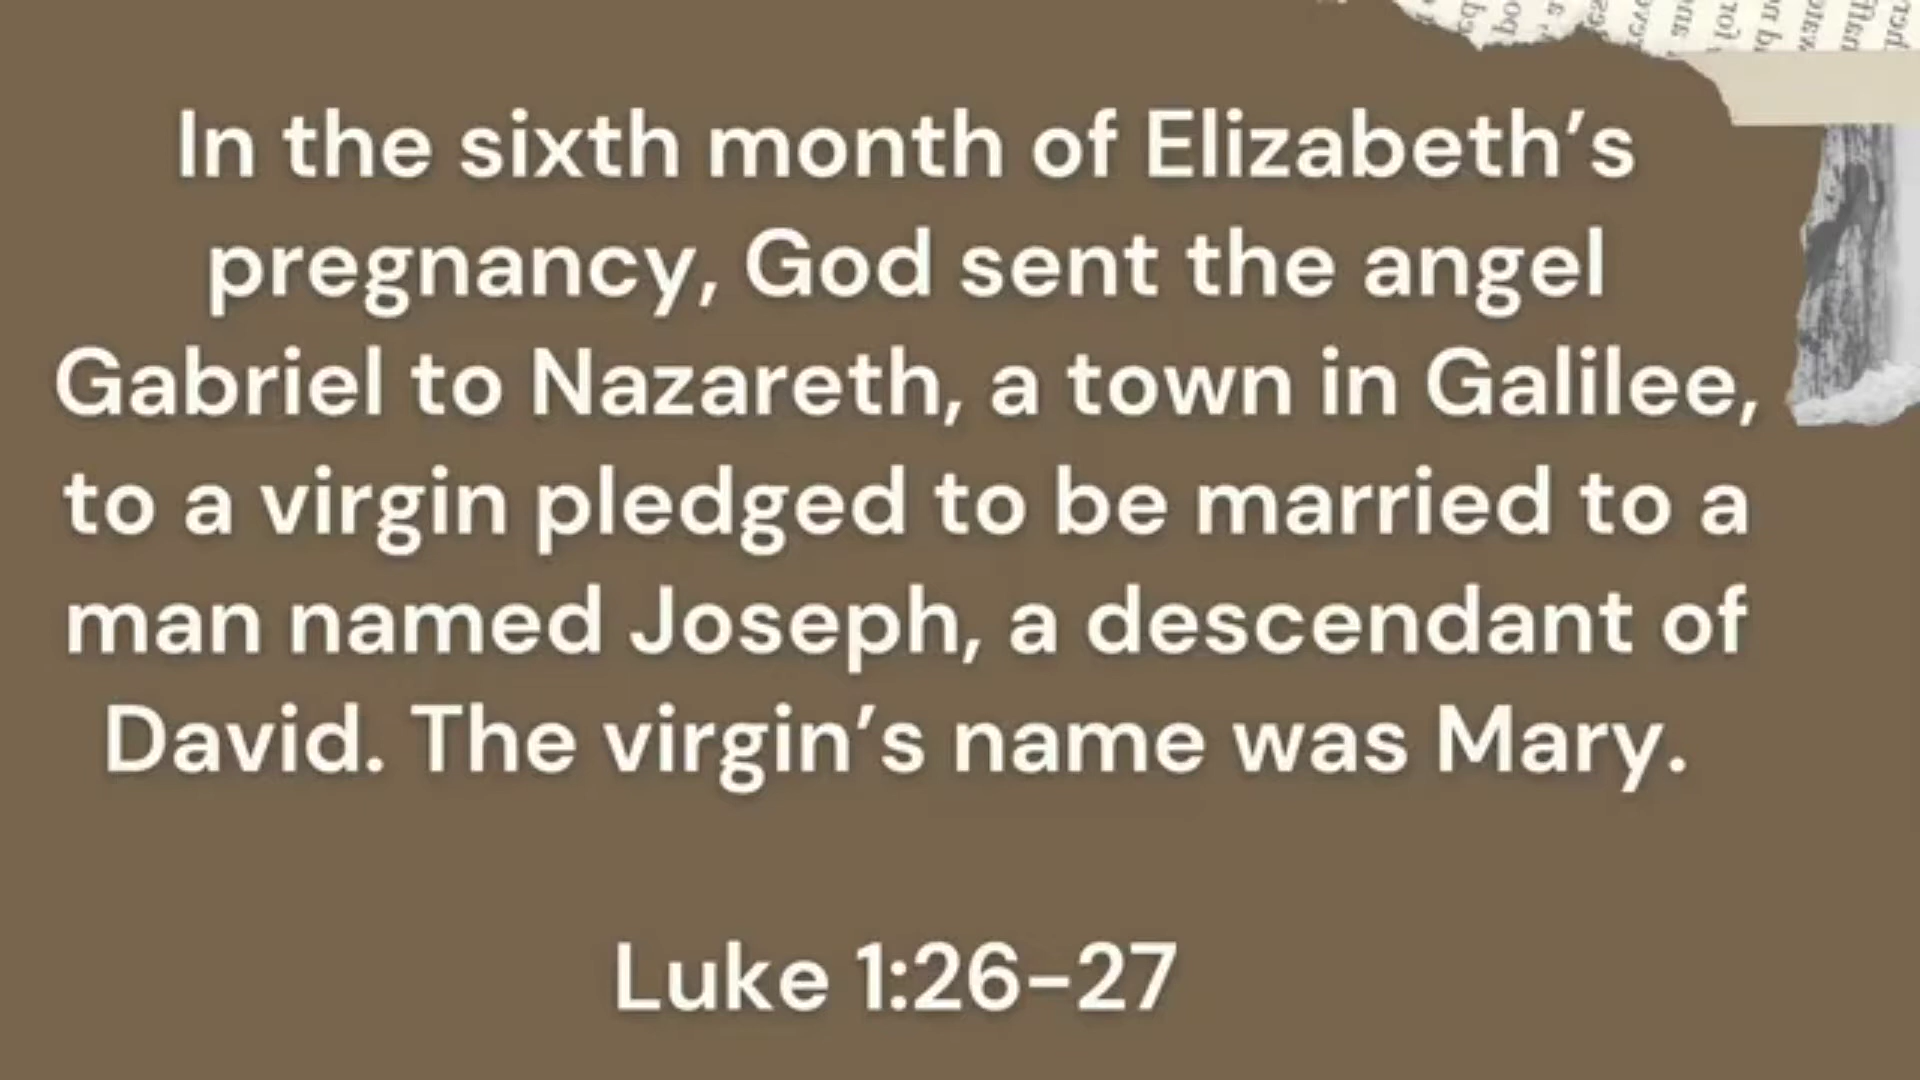 In the sixth month of Elizabeth’s
pregnancy, God sent the angel
Gabriel to Nazareth, a town in Galilee,
to a virgin pledged to be married to a
man named Joseph, a descendant of
David. The virgin’s name was Mary.
Luke 1:26–27